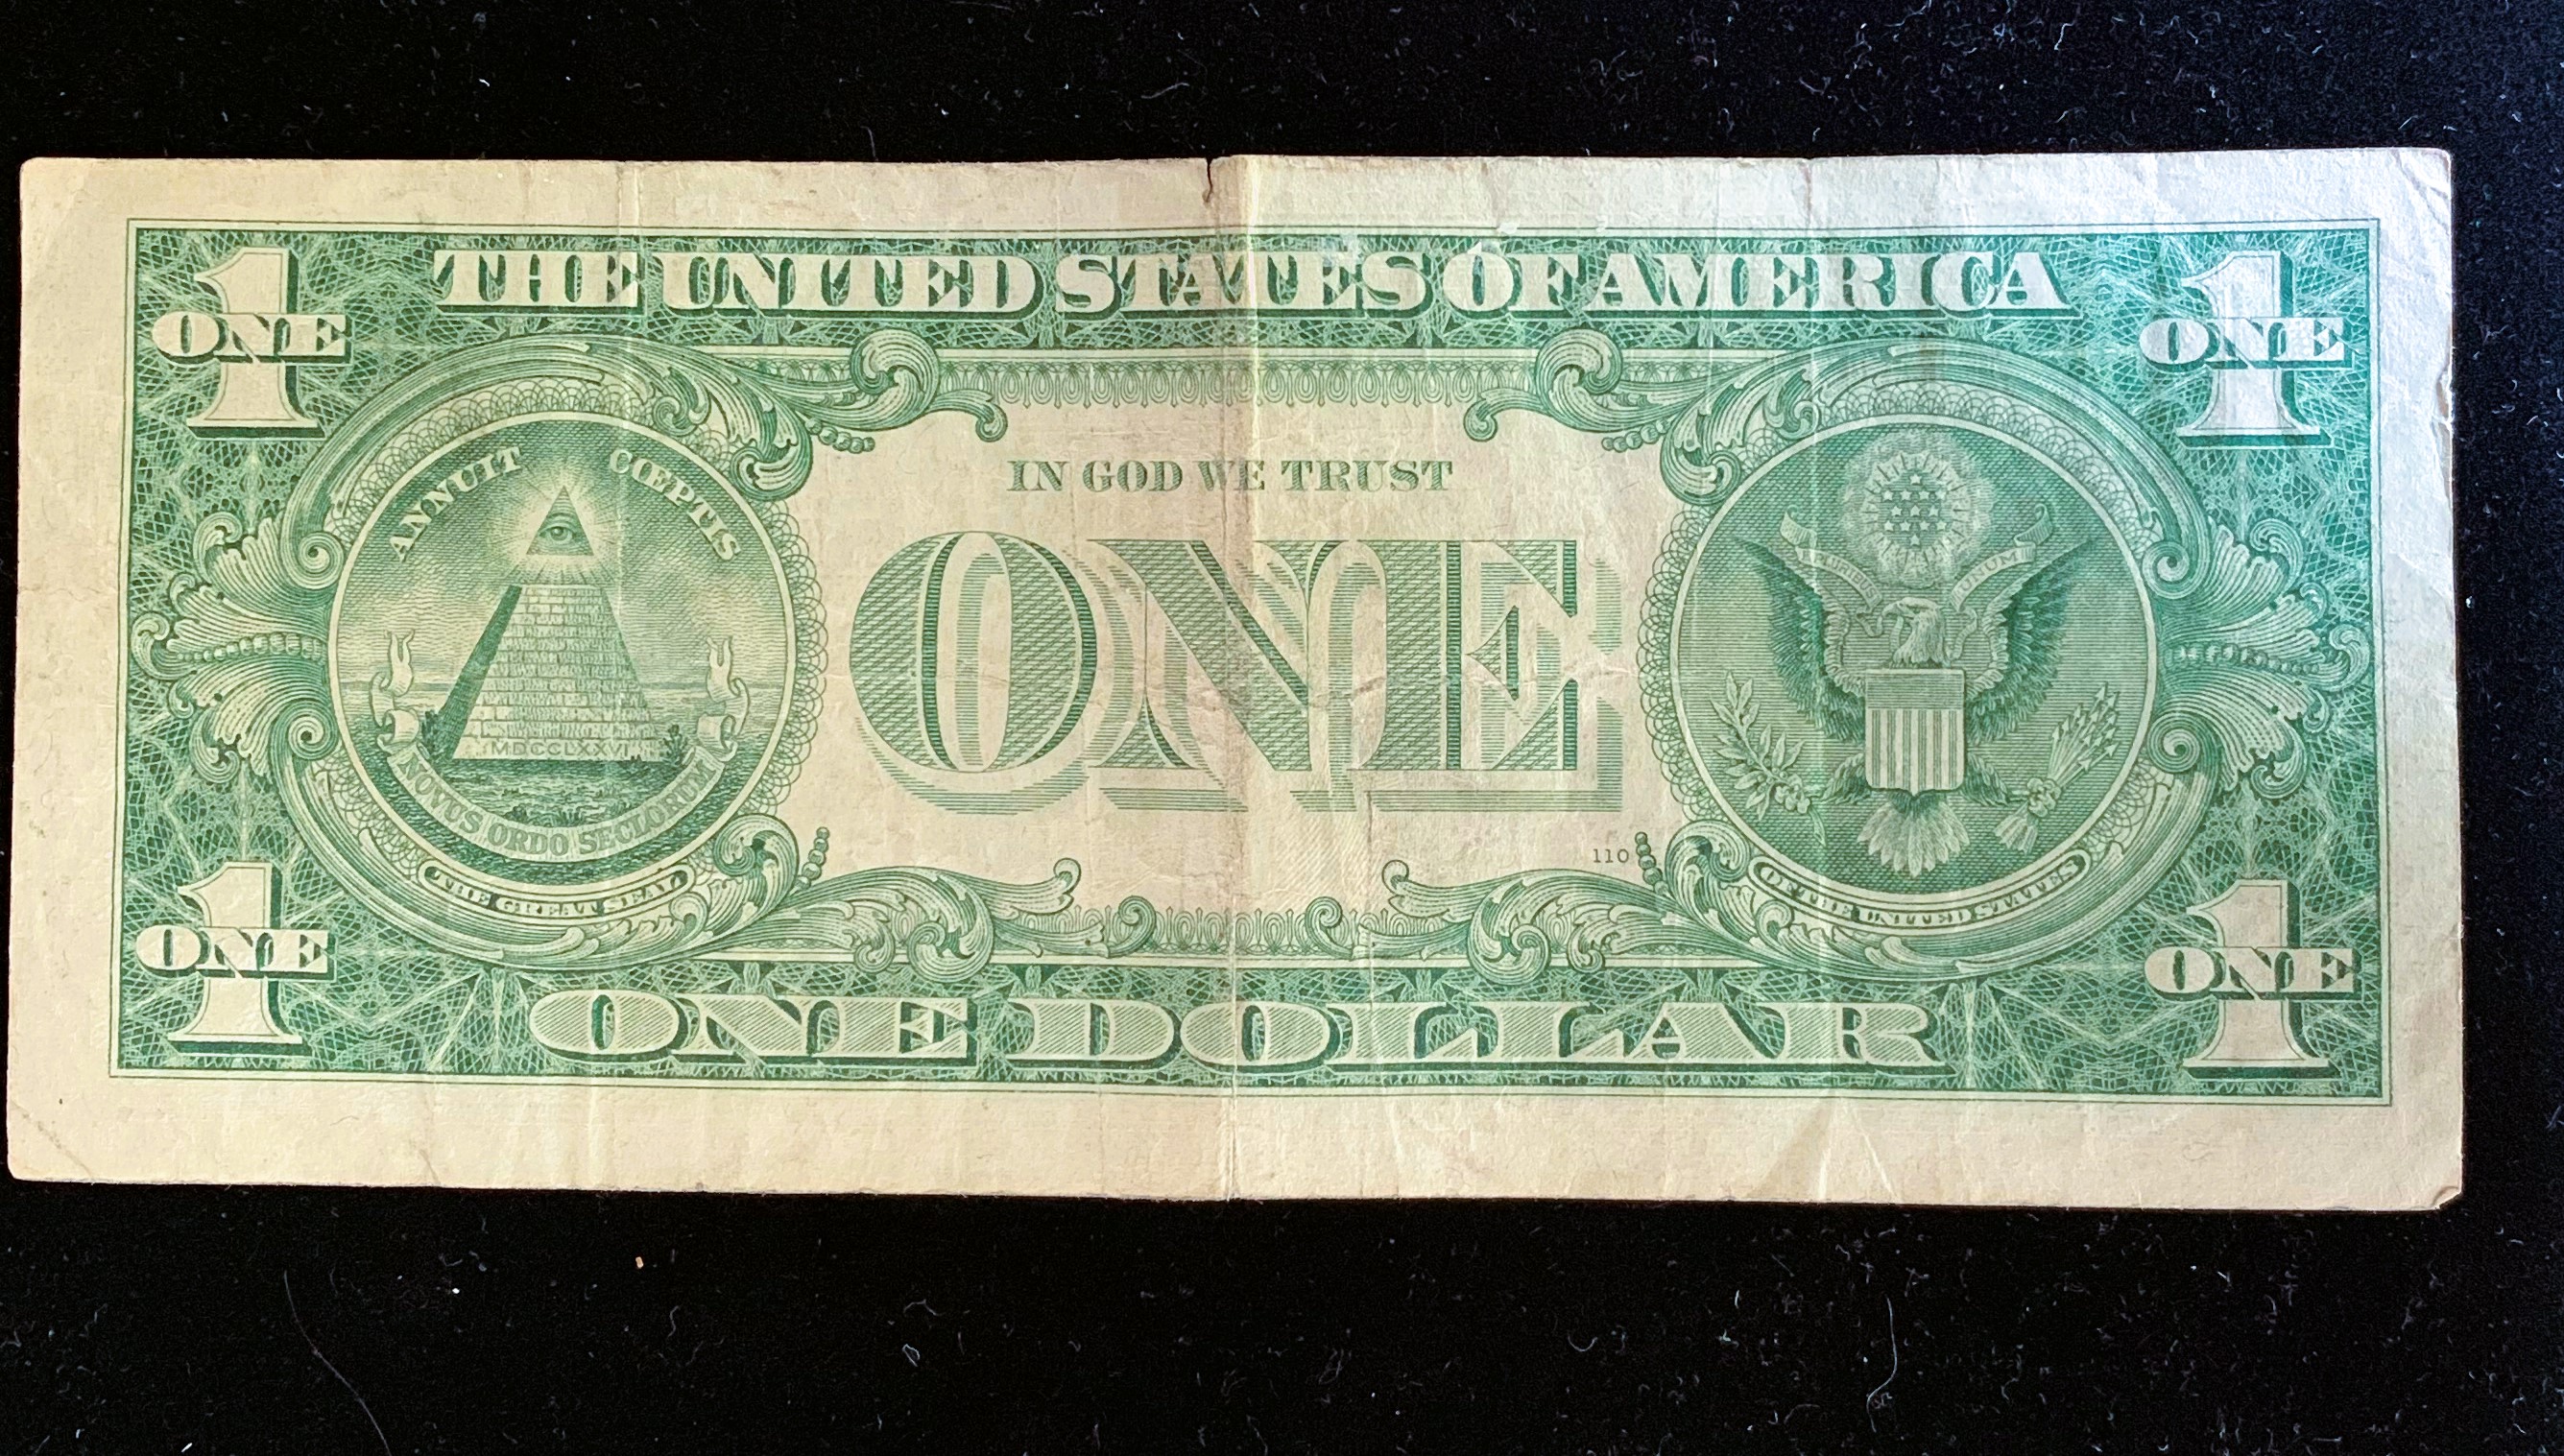 THE UNITED STATES OF AMERICA
1
ONE
1
ONE
ANNUIT CŒPTIS
IN GOD WE TRUST
ONE
MDCCLXXVI
NOVUS ORDO SECLORUM
THE GREAT SEAL
110
OF THE UNITED STATES
1
ONE
1
ONE
ONE DOLLAR